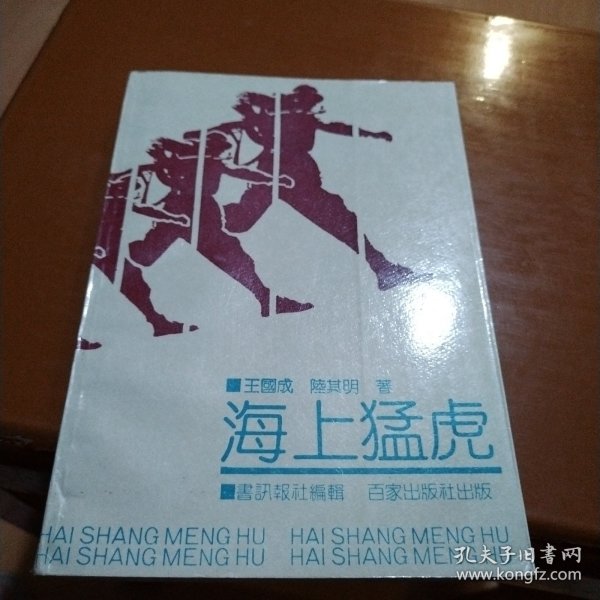 王國成 陸其明 著
海上猛虎
書訊報社編輯 百家出版社出版
HAI SHANG MENG HU HAI SHANG MENG HU
HAI SHANG MENG HU HAI SHANG MENG HU
孔夫子旧书网
www.kongfz.com